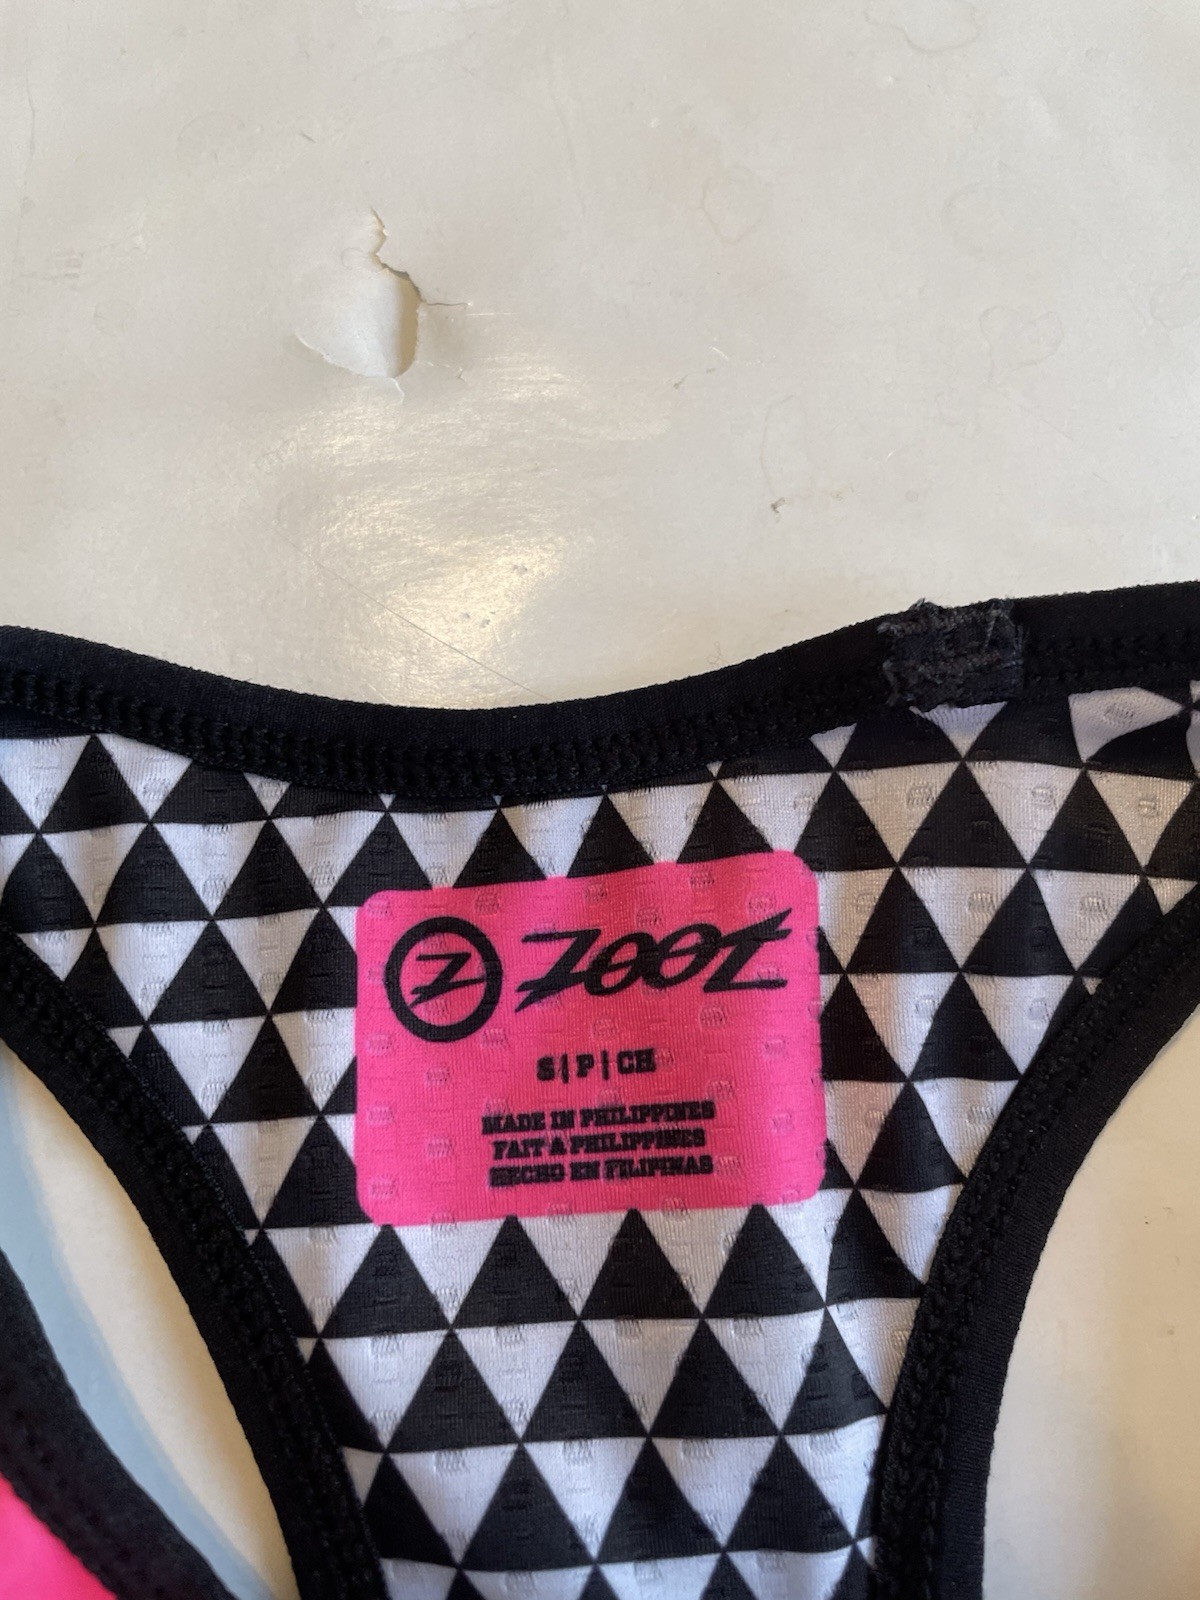 Z ZOOT
S | P | CH
MADE IN PHILIPPINES
FAIT A PHILIPPINES
HECHO EN FILIPINAS